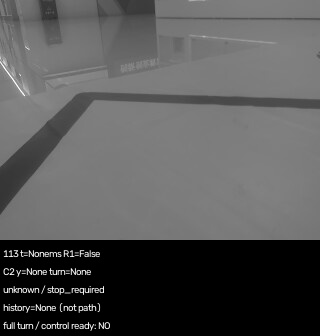 113 t=Nonems R1=False
C2 y=None turn=None
unknown / stop_required
history=None (not path)
full turn / control ready: NO